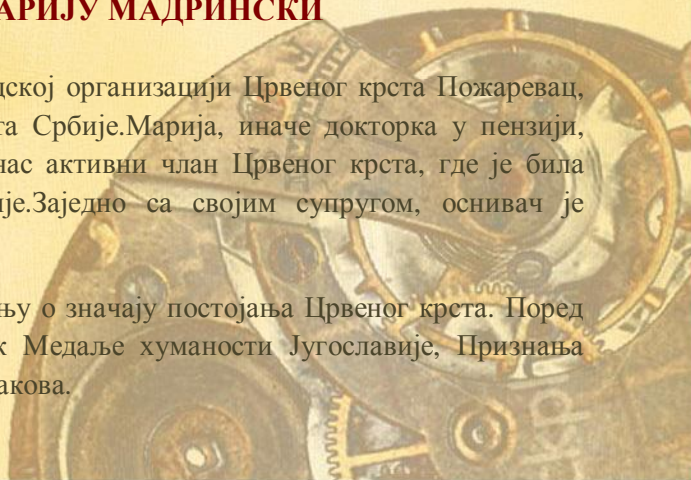 АРИЈУ МАДРИНСКИ
дској организацији Црвеног крста Пожаревац,
та Србије.Марија, иначе докторка у пензији,
нас активни члан Црвеног крста, где је била
ије.Заједно са својим супругом, оснивач је
њу о значају постојања Црвеног крста. Поред
к Медаље хуманости Југославије, Признања
акова.